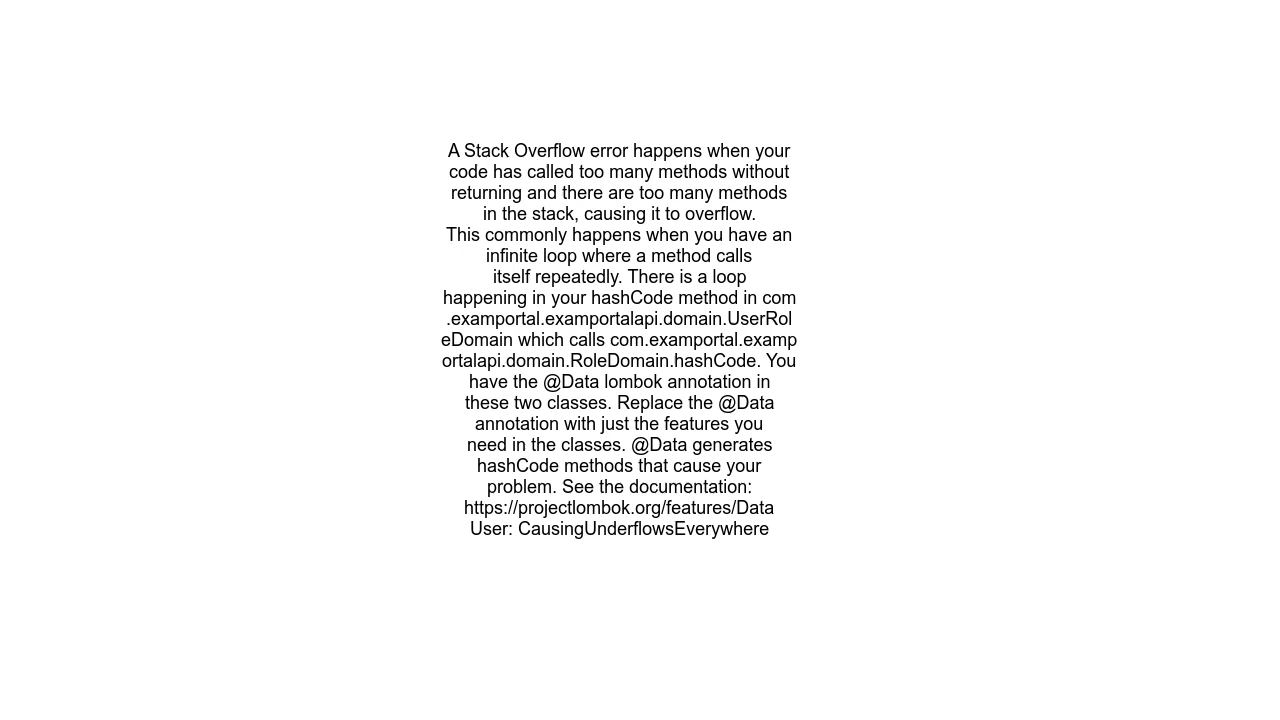 A Stack Overflow error happens when your
code has called too many methods without
returning and there are too many methods
in the stack, causing it to overflow.
This commonly happens when you have an
infinite loop where a method calls
itself repeatedly. There is a loop
happening in your hashCode method in com
.examportal.examportalapi.domain.UserRol
eDomain which calls com.examportal.examp
ortalapi.domain.RoleDomain.hashCode. You
have the @Data lombok annotation in
these two classes. Replace the @Data
annotation with just the features you
need in the classes. @Data generates
hashCode methods that cause your
problem. See the documentation:
https://projectlombok.org/features/Data
User: CausingUnderflowsEverywhere